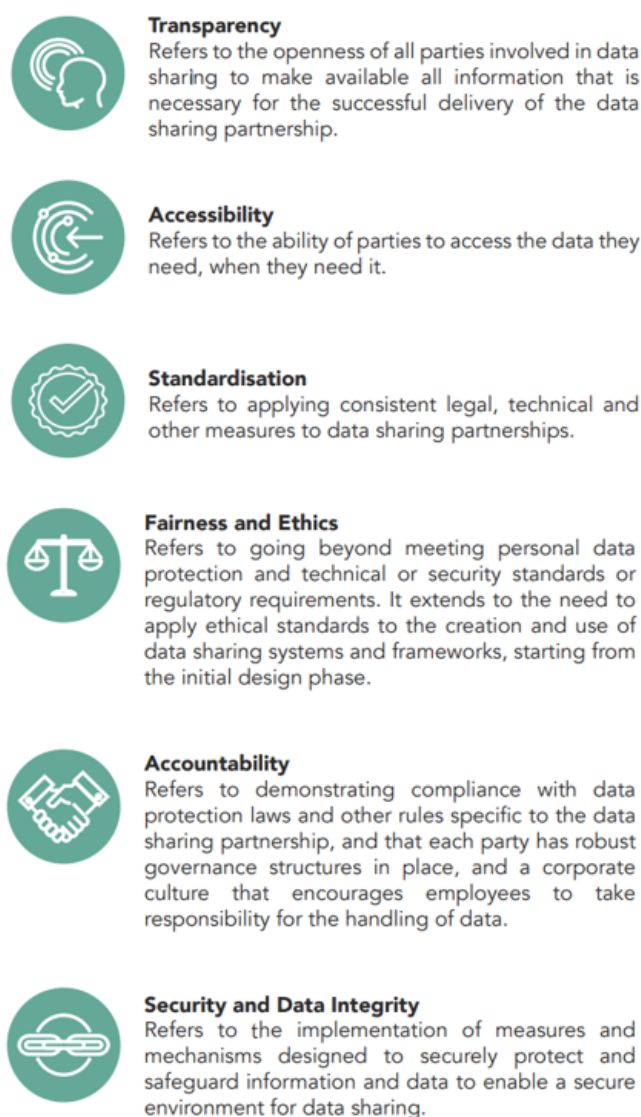 Transparency
Refers to the openness of all parties involved in data
sharing to make available all information that is
necessary for the successful delivery of the data
sharing partnership.
Accessibility
Refers to the ability of parties to access the data they
need, when they need it.
Standardisation
Refers to applying consistent legal, technical and
other measures to data sharing partnerships.
Fairness and Ethics
Refers to going beyond meeting personal data
protection and technical or security standards or
regulatory requirements. It extends to the need to
apply ethical standards to the creation and use of
data sharing systems and frameworks, starting from
the initial design phase.
Accountability
Refers to demonstrating compliance with data
protection laws and other rules specific to the data
sharing partnership, and that each party has robust
governance structures in place, and a corporate
culture that encourages employees to take
responsibility for the handling of data.
Security and Data Integrity
Refers to the implementation of measures and
mechanisms designed to securely protect and
safeguard information and data to enable a secure
environment for data sharing.